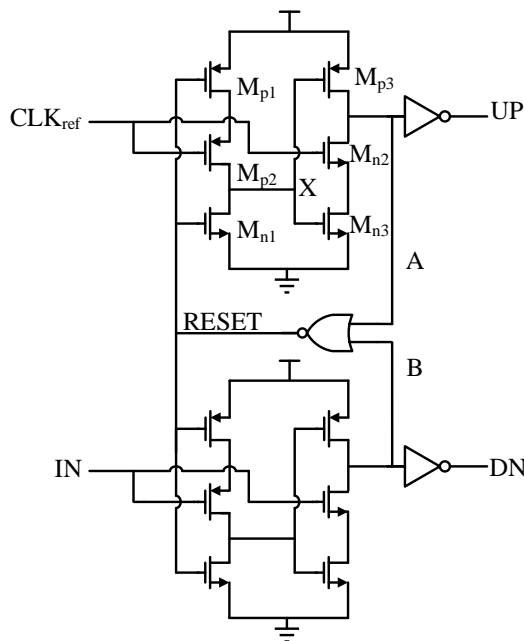 M_p1
M_p3
UP
CLK_ref
M_n2
M_p2
X
M_n1
M_n3
A
RESET
B
IN
DN